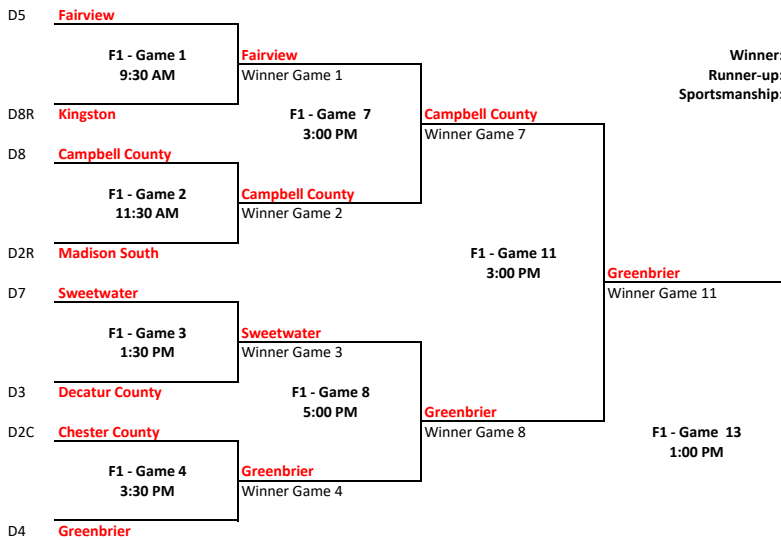 D5 Fairview
F1 - Game 1
9:30 AM
Fairview
Winner Game 1
Winner:
Runner-up:
Sportsmanship:
D8R Kingston
F1 - Game 7
3:00 PM
Campbell County
Winner Game 7
D8 Campbell County
F1 - Game 2
11:30 AM
Campbell County
Winner Game 2
D2R Madison South
F1 - Game 11
3:00 PM
Greenbrier
Winner Game 11
D7 Sweetwater
F1 - Game 3
1:30 PM
Sweetwater
Winner Game 3
D3 Decatur County
F1 - Game 8
5:00 PM
Greenbrier
Winner Game 8
D2C Chester County
F1 - Game 13
1:00 PM
F1 - Game 4
3:30 PM
Greenbrier
Winner Game 4
D4 Greenbrier